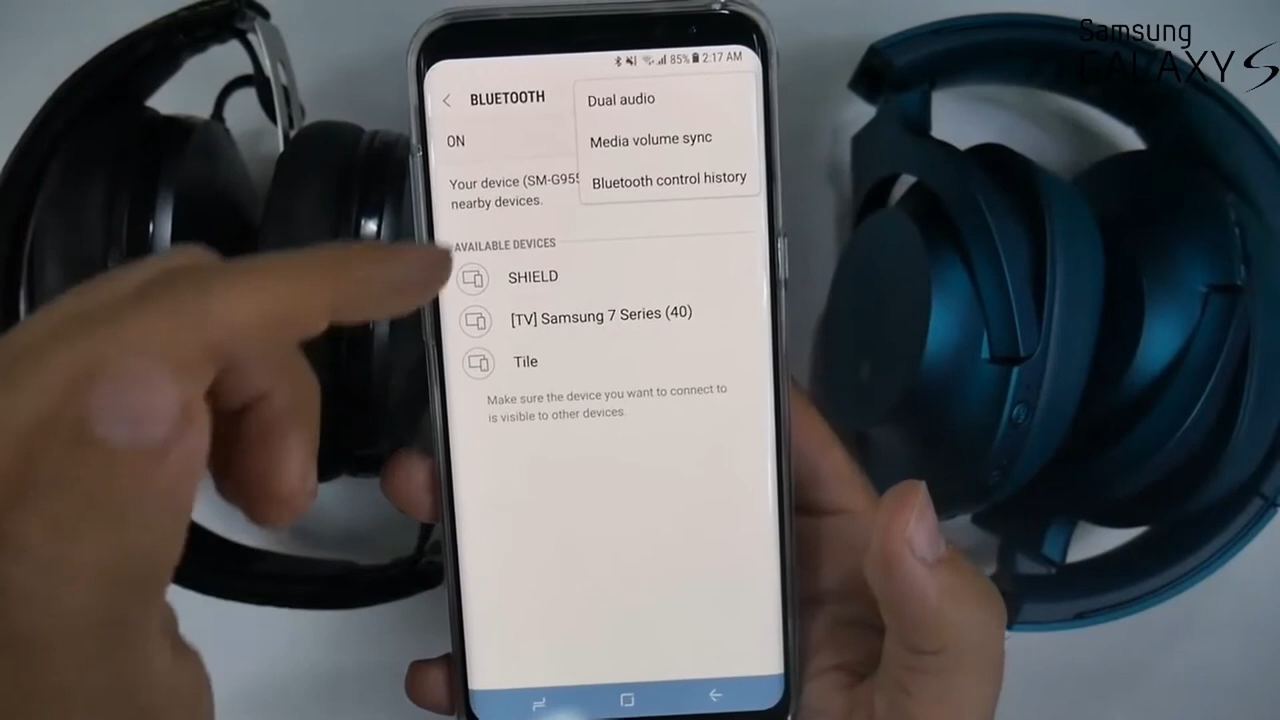 Samsung
GALAXY S
85% 2:17 AM
BLUETOOTH
Dual audio
ON
Media volume sync
Bluetooth control history
Your device (SM-G955
nearby devices.
AVAILABLE DEVICES
SHIELD
[TV] Samsung 7 Series (40)
Tile
Make sure the device you want to connect to
is visible to other devices.